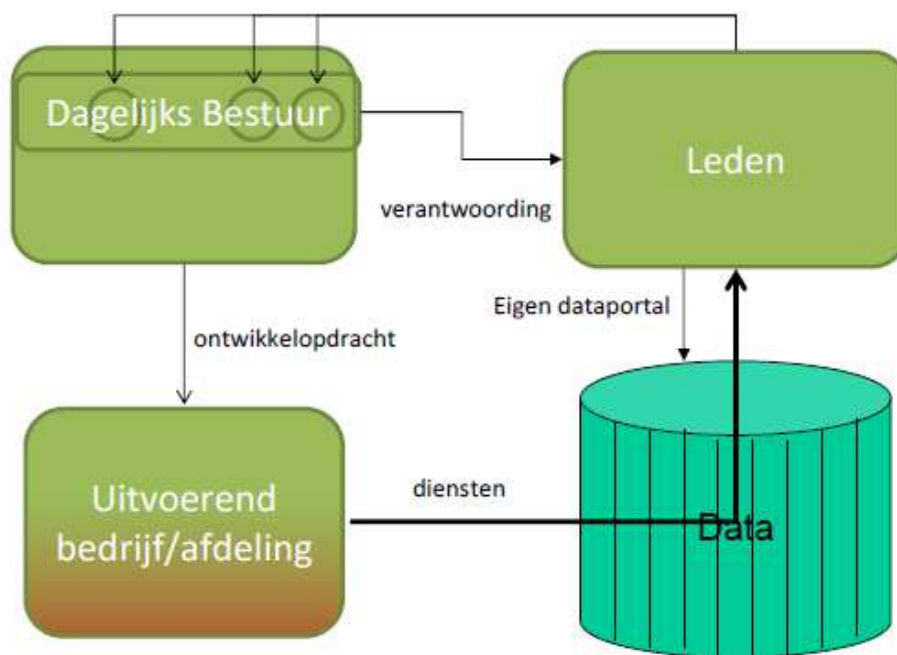 Dagelijks Bestuur
Leden
verantwoording
Eigen dataportal
ontwikkelopdracht
Uitvoerend
bedrijf/afdeling
diensten
Data